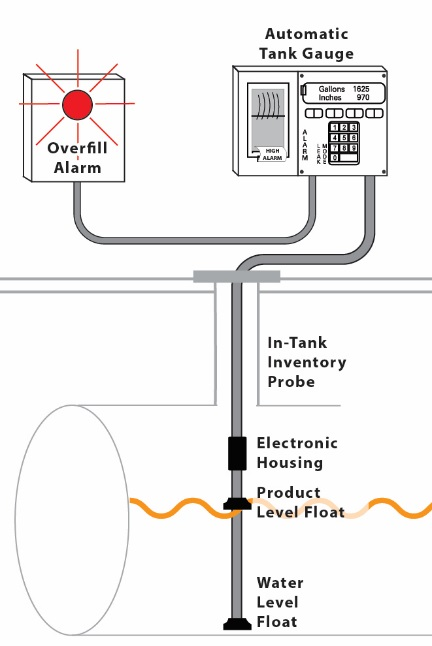 Automatic
Tank Gauge
Overfill
Alarm
Gallons 1625
Inches 970
HIGH
ALARM
ALARM
LEAK
MODE
1 2 3
4 5 6
7 8 9
0
In-Tank
Inventory
Probe
Electronic
Housing
Product
Level Float
Water
Level
Float